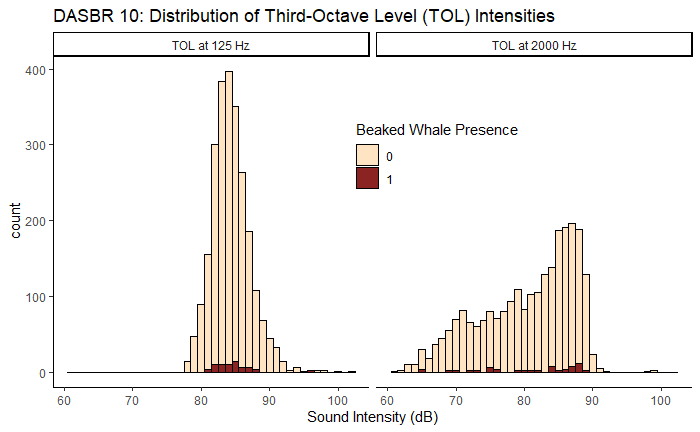 DASBR 10: Distribution of Third-Octave Level (TOL) Intensities
TOL at 125 Hz
TOL at 2000 Hz
400
300
200
100
0
count
Beaked Whale Presence
0
1
60 70 80 90 100
60 70 80 90 100
Sound Intensity (dB)